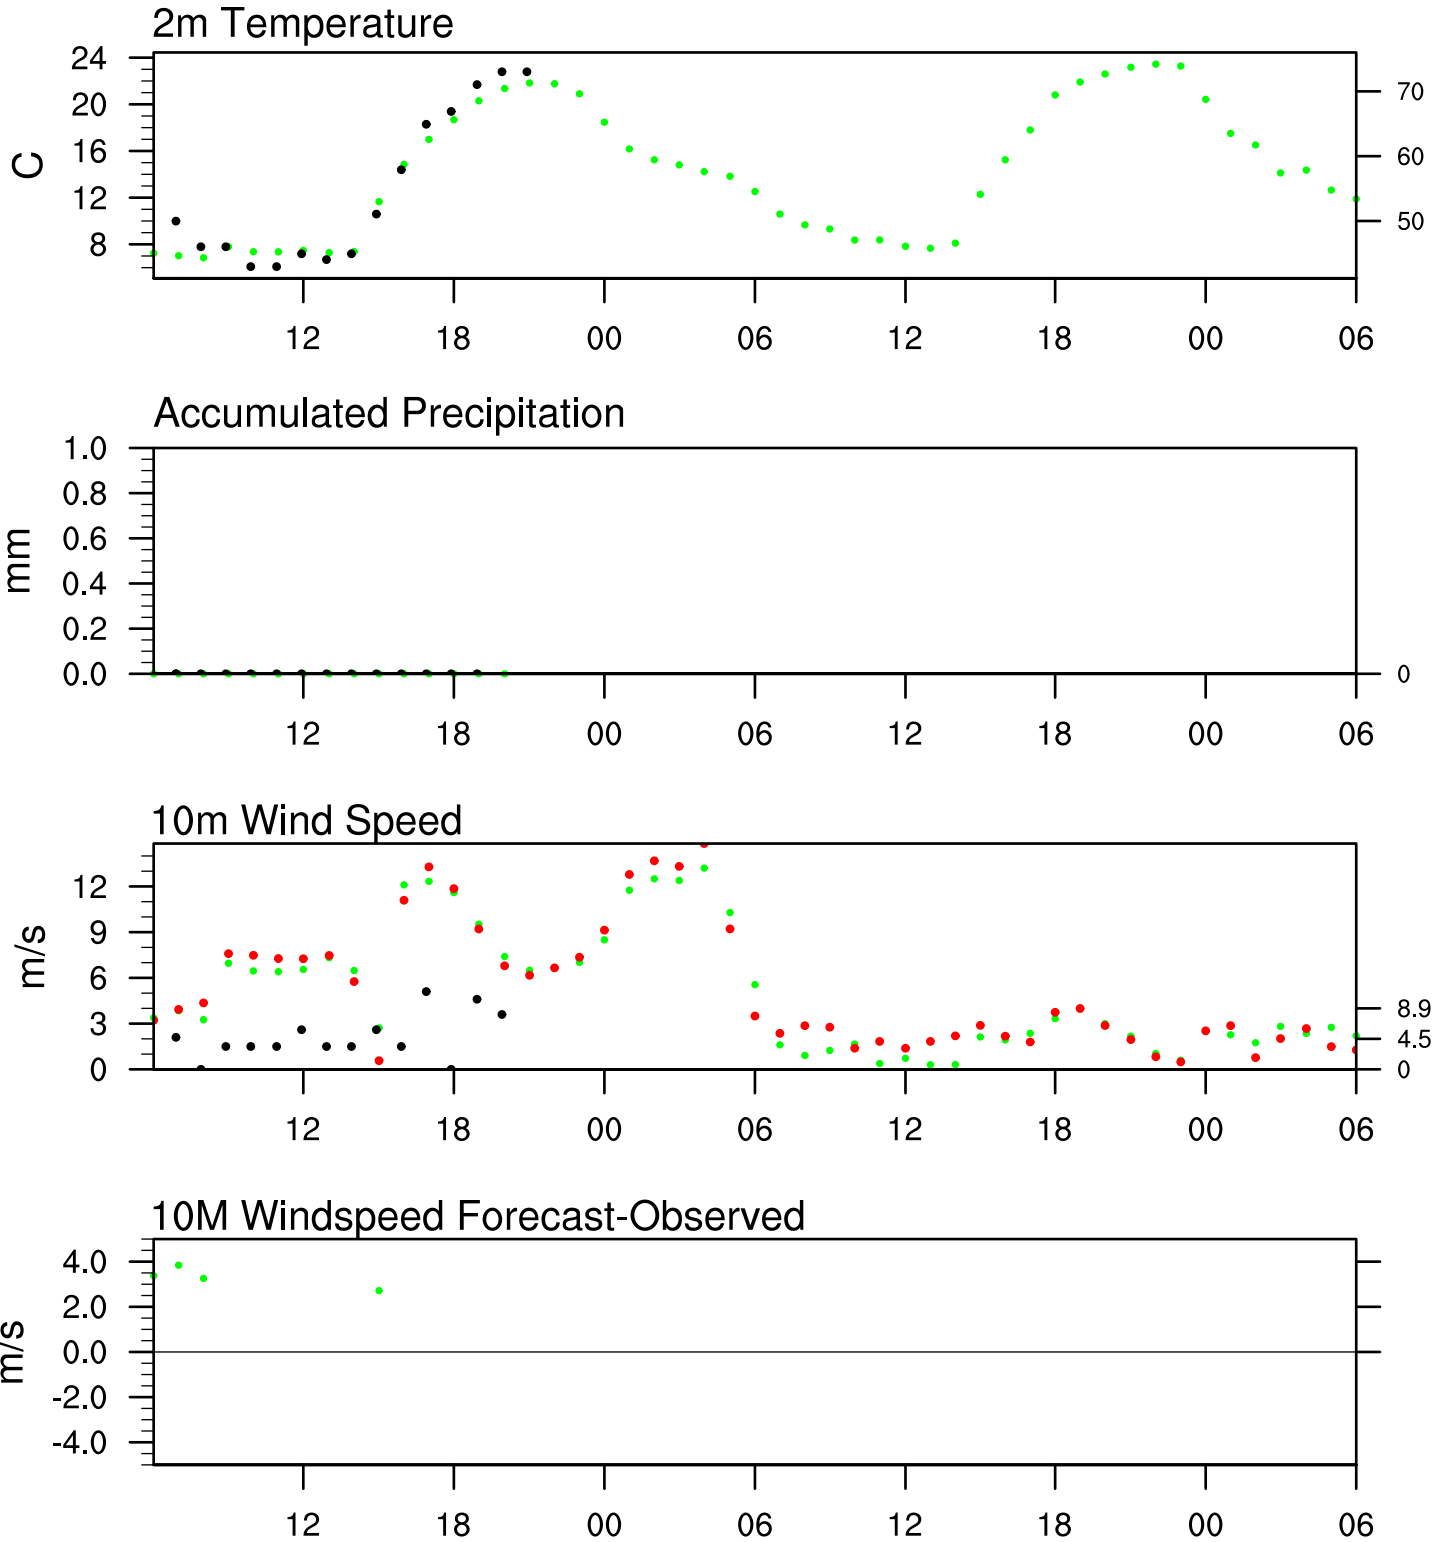 2m Temperature
24
20
16
12
8
C
70
60
50
12 18 00 06 12 18 00 06
Accumulated Precipitation
1.0
0.8
0.6
0.4
0.2
0.0
mm
0
12 18 00 06 12 18 00 06
10m Wind Speed
12
9
6
3
0
m/s
8.9
4.5
0
12 18 00 06 12 18 00 06
10M Windspeed Forecast-Observed
4.0
2.0
0.0
-2.0
-4.0
m/s
12 18 00 06 12 18 00 06